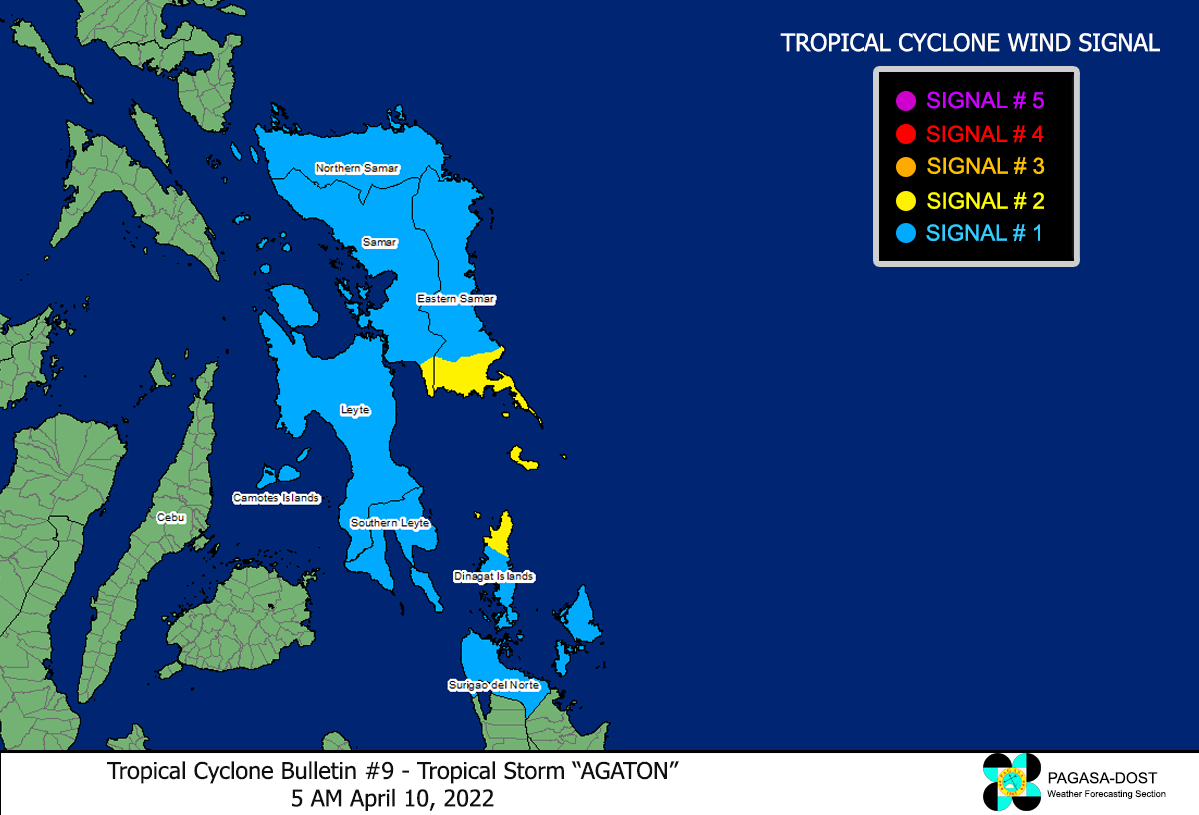 TROPICAL CYCLONE WIND SIGNAL
SIGNAL # 5
SIGNAL # 4
SIGNAL # 3
SIGNAL # 2
SIGNAL # 1
Northern Samar
Samar
Eastern Samar
Leyte
Camotes Islands
Cebu
Southern Leyte
Dinagat Islands
Surigao del Norte
Tropical Cyclone Bulletin #9 - Tropical Storm “AGATON”
5 AM April 10, 2022
PAGASA-DOST
Weather Forecasting Section